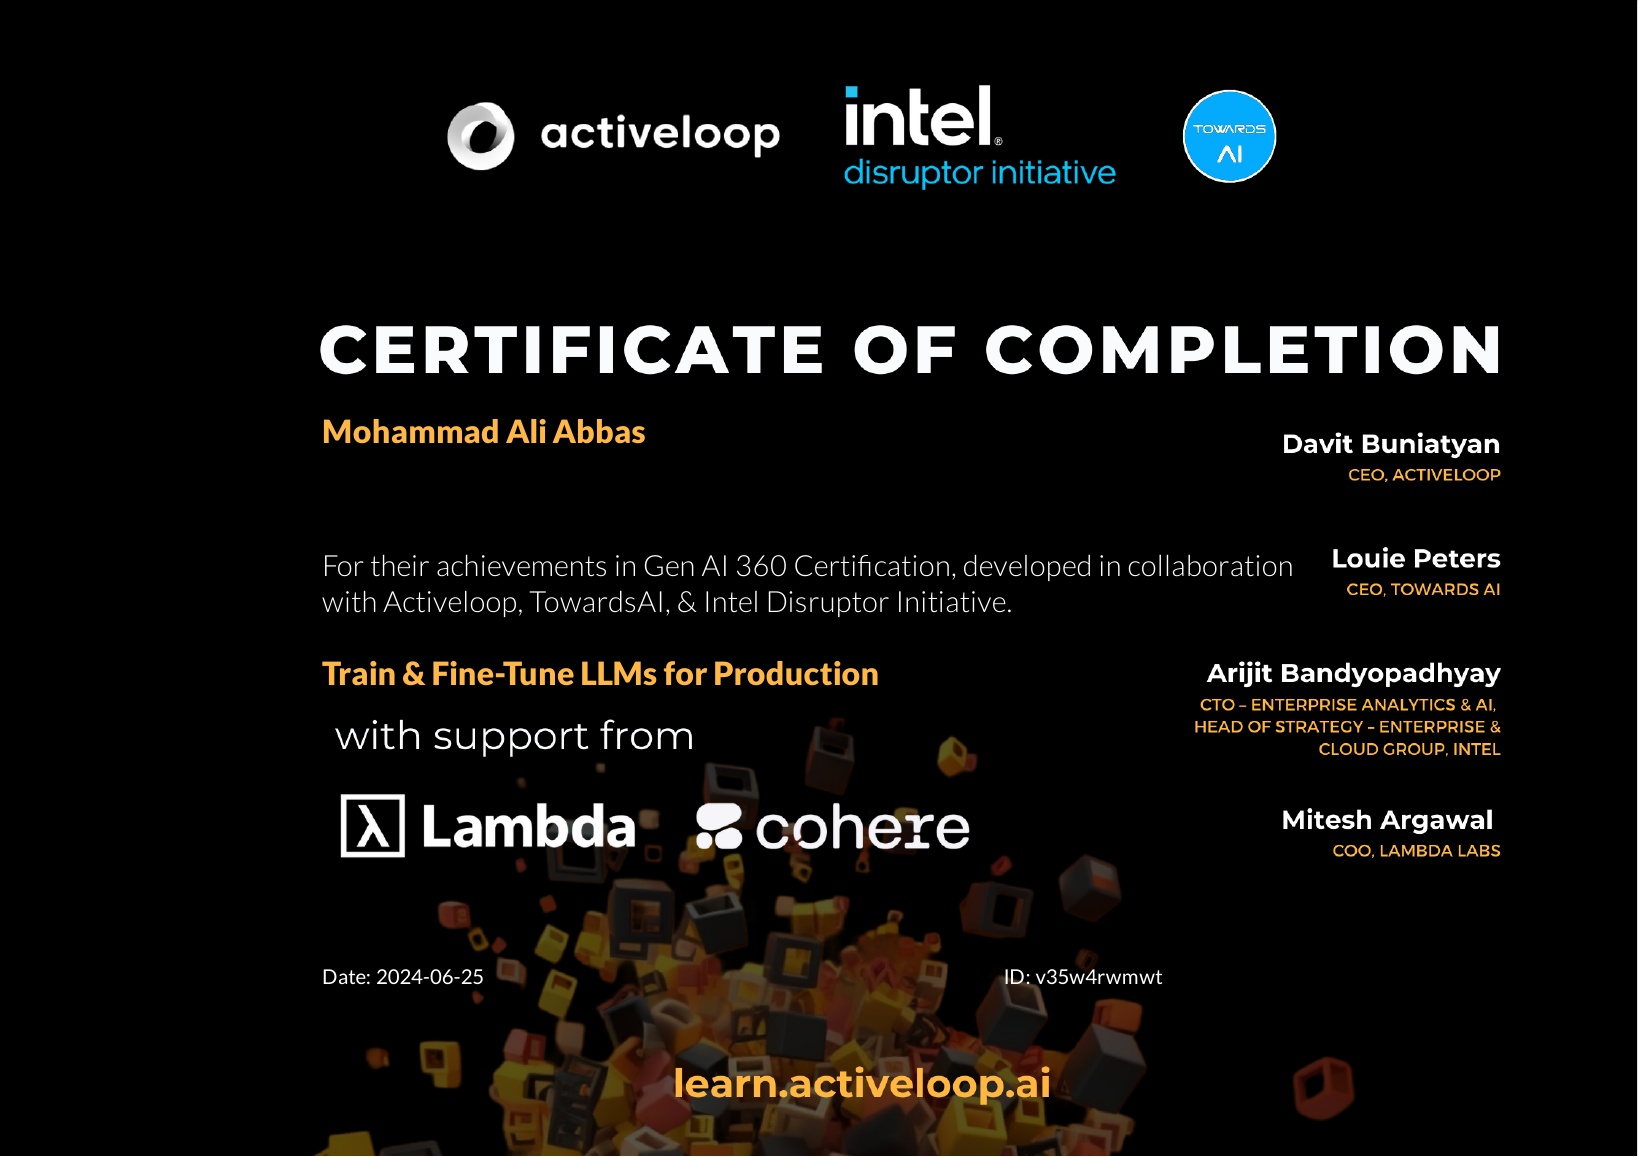 activeloop
intel®
disruptor initiative
TOWARDS
AI
CERTIFICATE OF COMPLETION
Mohammad Ali Abbas
Davit Buniatyan
CEO, ACTIVELOOP
For their achievements in Gen AI 360 Certification, developed in collaboration
with Activeloop, TowardsAI, & Intel Disruptor Initiative.
Louie Peters
CEO, TOWARDS AI
Train & Fine-Tune LLMs for Production
Arijit Bandyopadhyay
CTO – ENTERPRISE ANALYTICS & AI,
HEAD OF STRATEGY – ENTERPRISE &
CLOUD GROUP, INTEL
with support from
λ Lambda
cohere
Mitesh Argawal
COO, LAMBDA LABS
Date: 2024-06-25
ID: v35w4rwmwt
learn.activeloop.ai